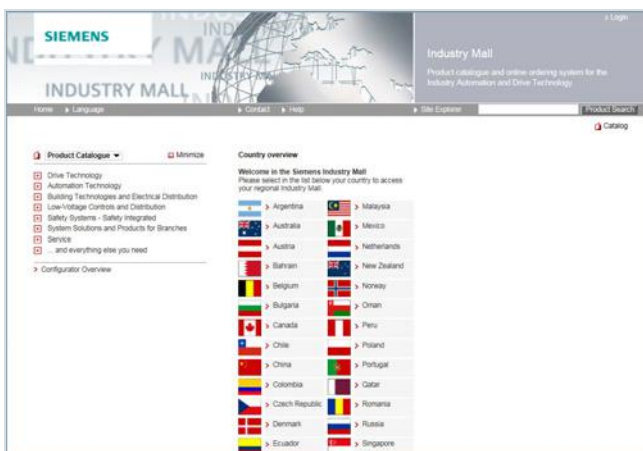 SIEMENS
INDUSTRY MALL
> Login
Industry Mall
Product catalogue and online ordering system for the
Industry Automation and Drive Technology
Home
Language
Contact
Help
Site Explorer
Product Search
Catalog
Product Catalogue
Minimize
Drive Technology
Automation Technology
Building Technologies and Electrical Distribution
Low-Voltage Controls and Distribution
Safety Systems - Safety Integrated
System Solutions and Products for Branches
Service
... and everything else you need
> Configurator Overview
Country overview
Welcome in the Siemens Industry Mall
Please select in the list below your country to access
your regional Industry Mall.
> Argentina
> Malaysia
> Australia
> Mexico
> Austria
> Netherlands
> Bahrain
> New Zealand
> Belgium
> Norway
> Bulgaria
> Oman
> Canada
> Peru
> Chile
> Poland
> China
> Portugal
> Colombia
> Qatar
> Czech Republic
> Romania
> Denmark
> Russia
> Ecuador
> Singapore